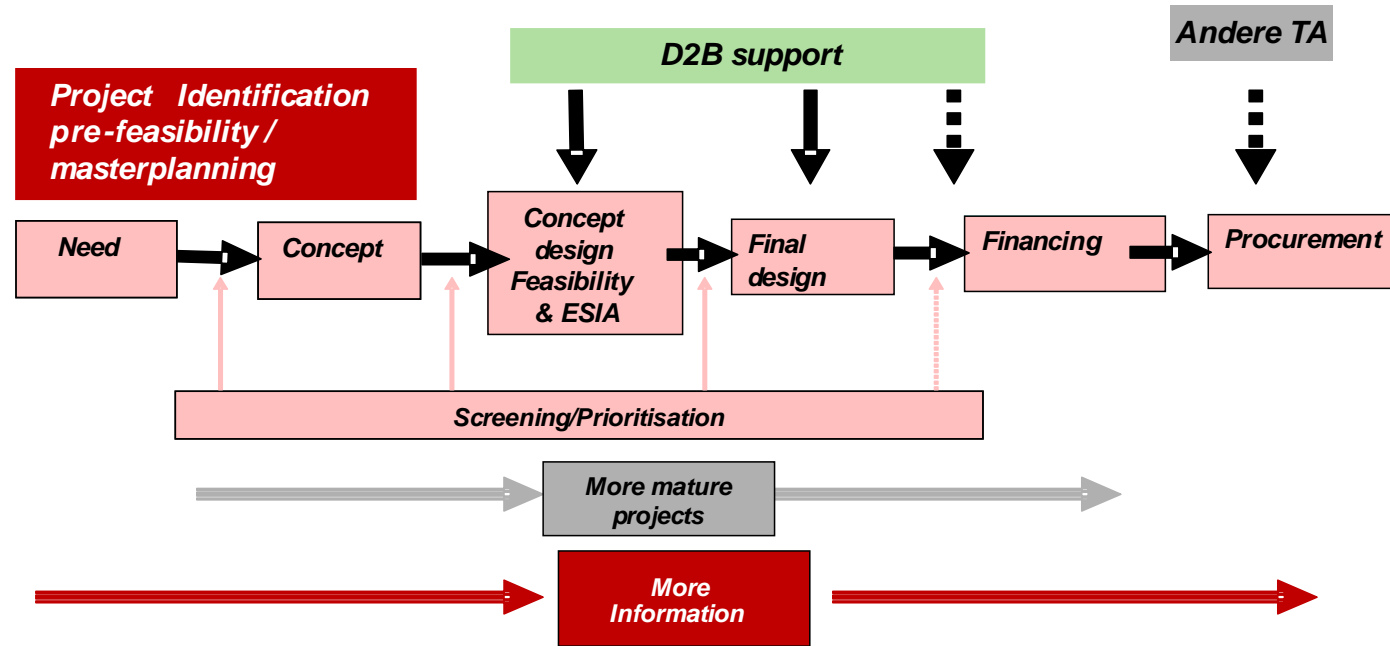 D2B support
Andere TA
Project Identification
pre-feasibility /
masterplanning
Need
Concept
Concept
design
Feasibility
& ESIA
Final
design
Financing
Procurement
Screening/Prioritisation
More mature
projects
More
Information